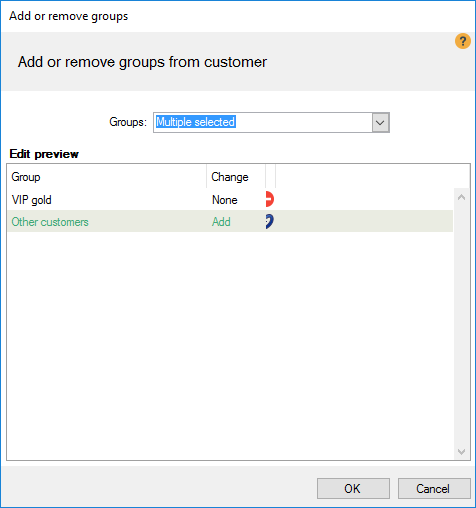 Add or remove groups
?
Add or remove groups from customer
Groups: Multiple selected
Edit preview
Group Change
VIP gold None
Other customers Add
OK Cancel